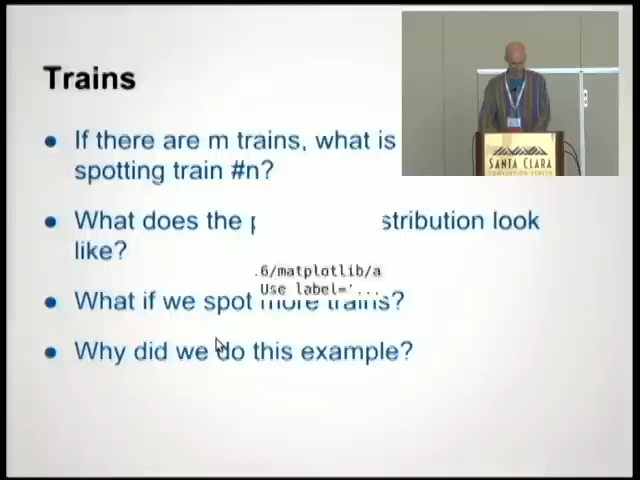 Trains
If there are m trains, what is
spotting train #n?
What does the p stribution look
like?
.6/matplotlib/a
Use label='...
What if we spot more trains?
Why did we do this example?
SANTA CLARA
CONVENTION CENTER